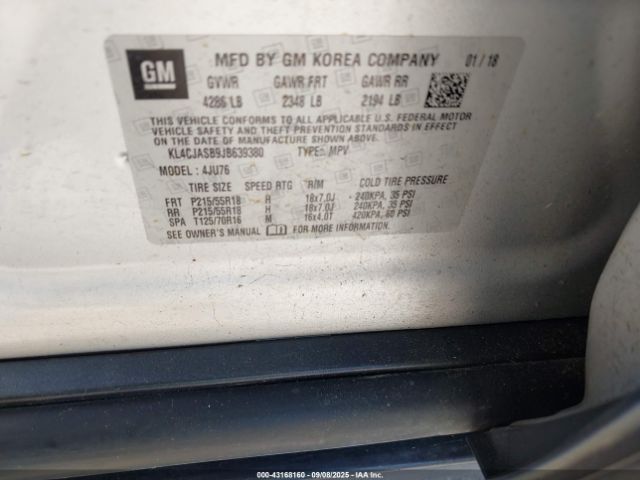 GM
MFD BY GM KOREA COMPANY 01 / 18
GVWR GAWR FRT GAWR RR
4286 LB 2348 LB 2194 LB
THIS VEHICLE CONFORMS TO ALL APPLICABLE U.S. FEDERAL MOTOR
VEHICLE SAFETY AND THEFT PREVENTION STANDARDS IN EFFECT ON
THE DATE OF MANUFACTURE SHOWN ABOVE.
KL4CJASB9JB639380 TYPE: MPV
MODEL : 4JU76
TIRE SIZE SPEED RTG R/M COLD TIRE PRESSURE
FRT P215/55R18 H 18x7.0J 240KPA, 35 PSI
RR P215/55R18 H 18x7.0J 240KPA, 35 PSI
SPA T125/70R16 M 16x4.0T 420KPA, 60 PSI
SEE OWNER'S MANUAL FOR MORE INFORMATION.
000-43168160 - 09/08/2025 - IAA Inc.